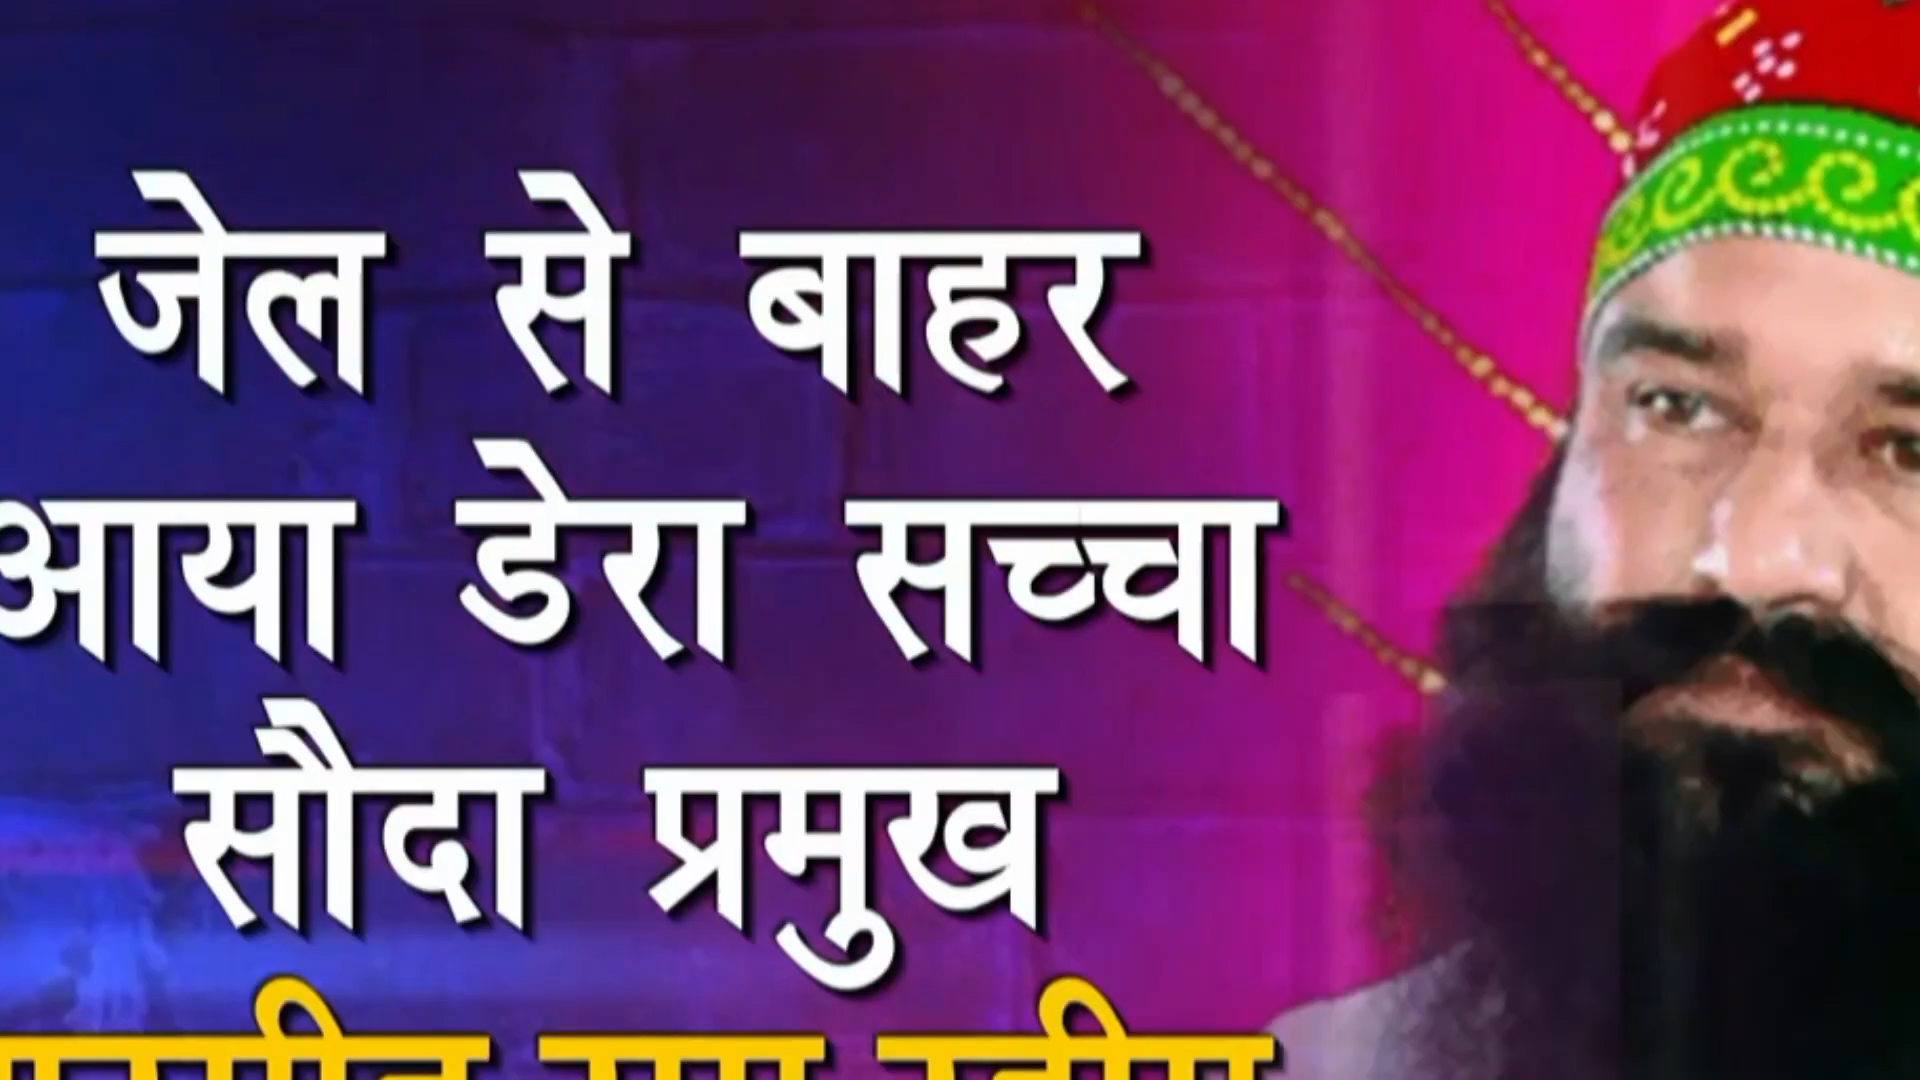 जेल से बाहर
आया डेरा सच्चा
सौदा प्रमुख